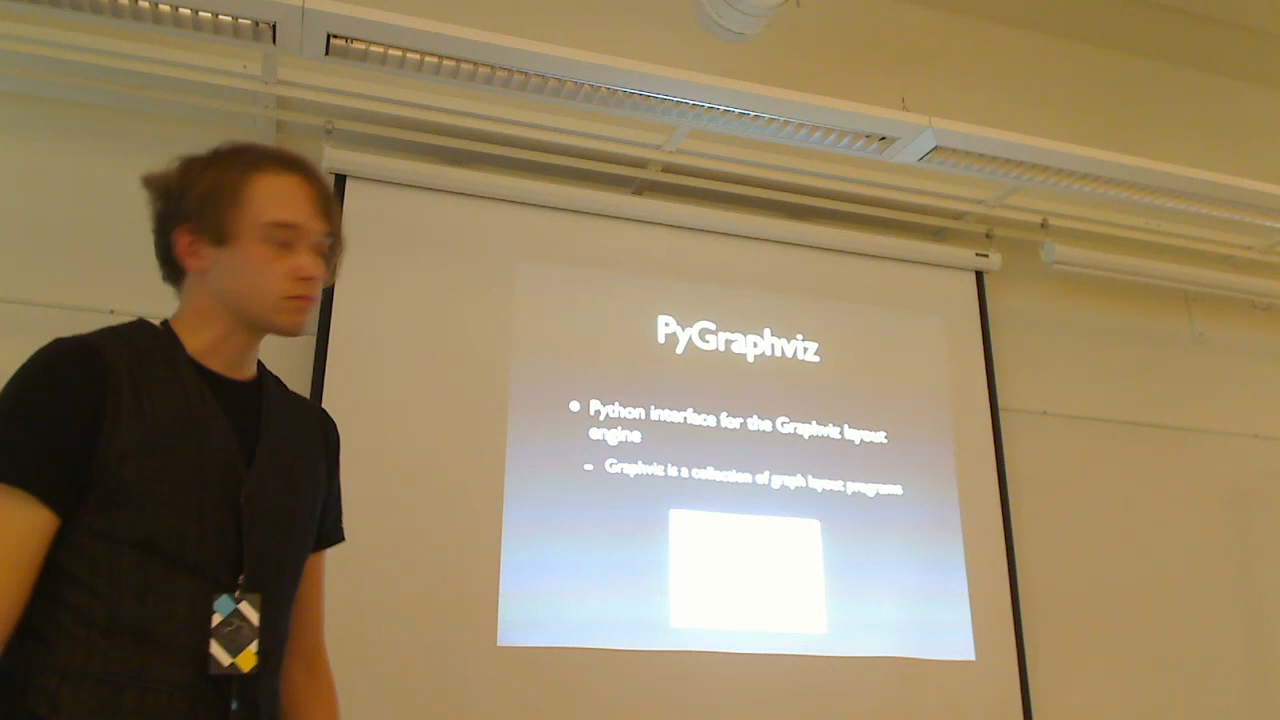 PyGraphviz
Python interface for the Graphviz layout
engine
- Graphviz is a collection of graph layout programs